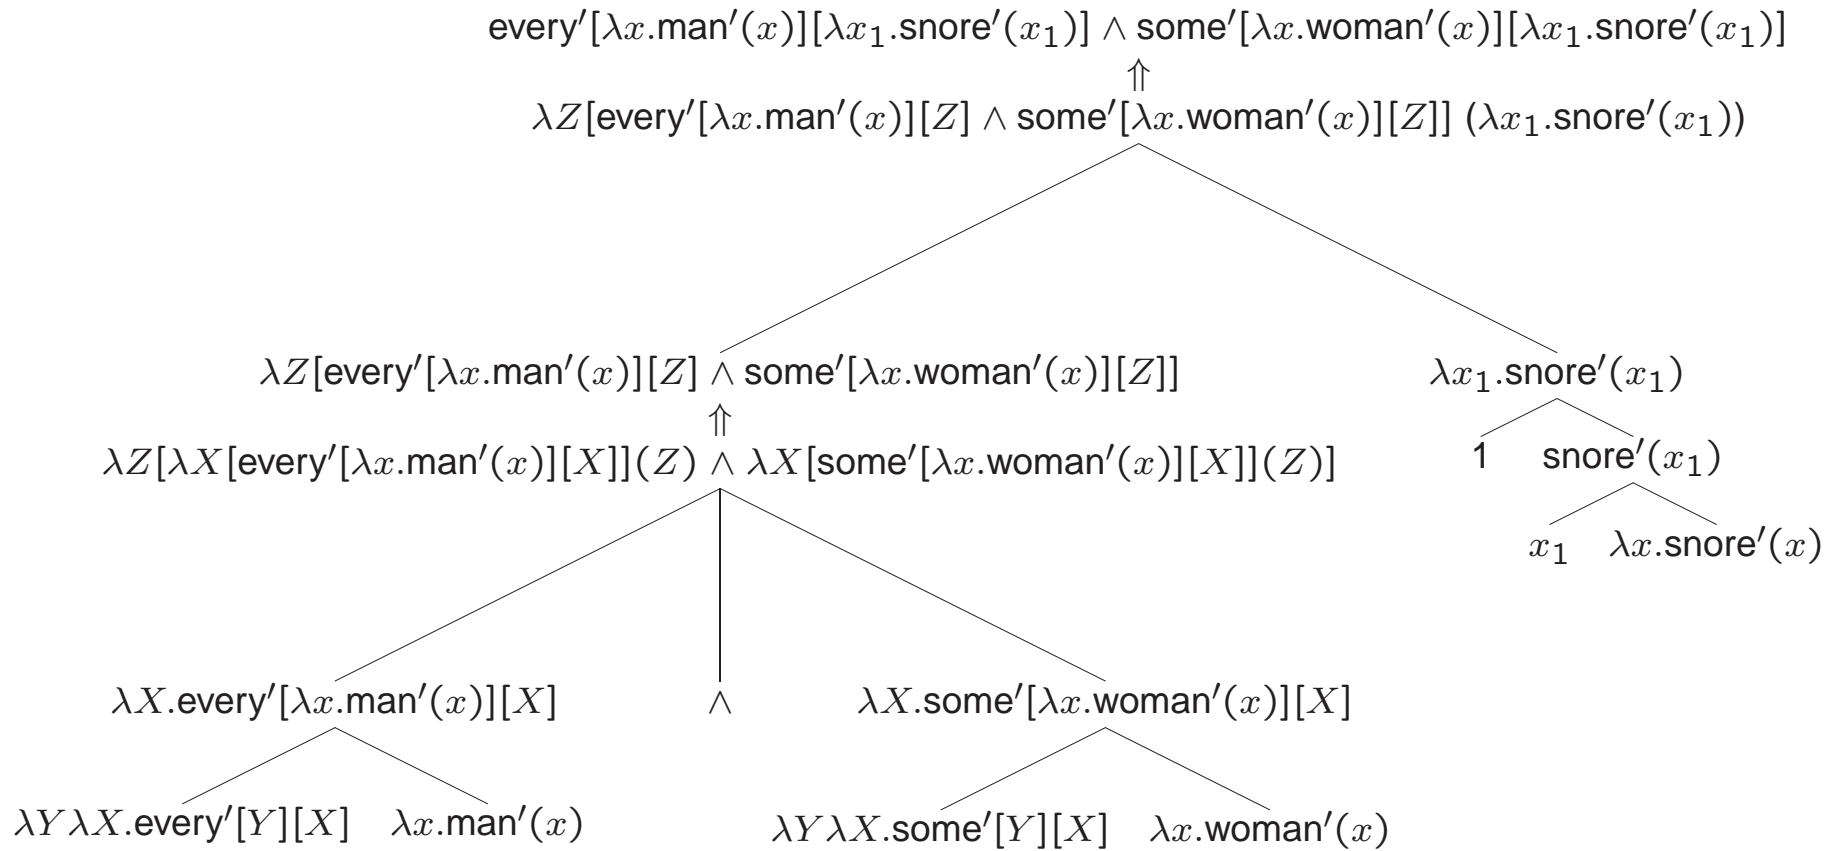 every′[λx.man′(x)][λx₁.snore′(x₁)] ∧ some′[λx.woman′(x)][λx₁.snore′(x₁)]
⇑
λZ[every′[λx.man′(x)][Z] ∧ some′[λx.woman′(x)][Z]] (λx₁.snore′(x₁))
λZ[every′[λx.man′(x)][Z] ∧ some′[λx.woman′(x)][Z]] λx₁.snore′(x₁)
⇑
λZ[λX[every′[λx.man′(x)][X]](Z) ∧ λX[some′[λx.woman′(x)][X]](Z)] 1 snore′(x₁)
x₁ λx.snore′(x)
λX.every′[λx.man′(x)][X] ∧ λX.some′[λx.woman′(x)][X]
λYλX.every′[Y][X] λx.man′(x) λYλX.some′[Y][X] λx.woman′(x)